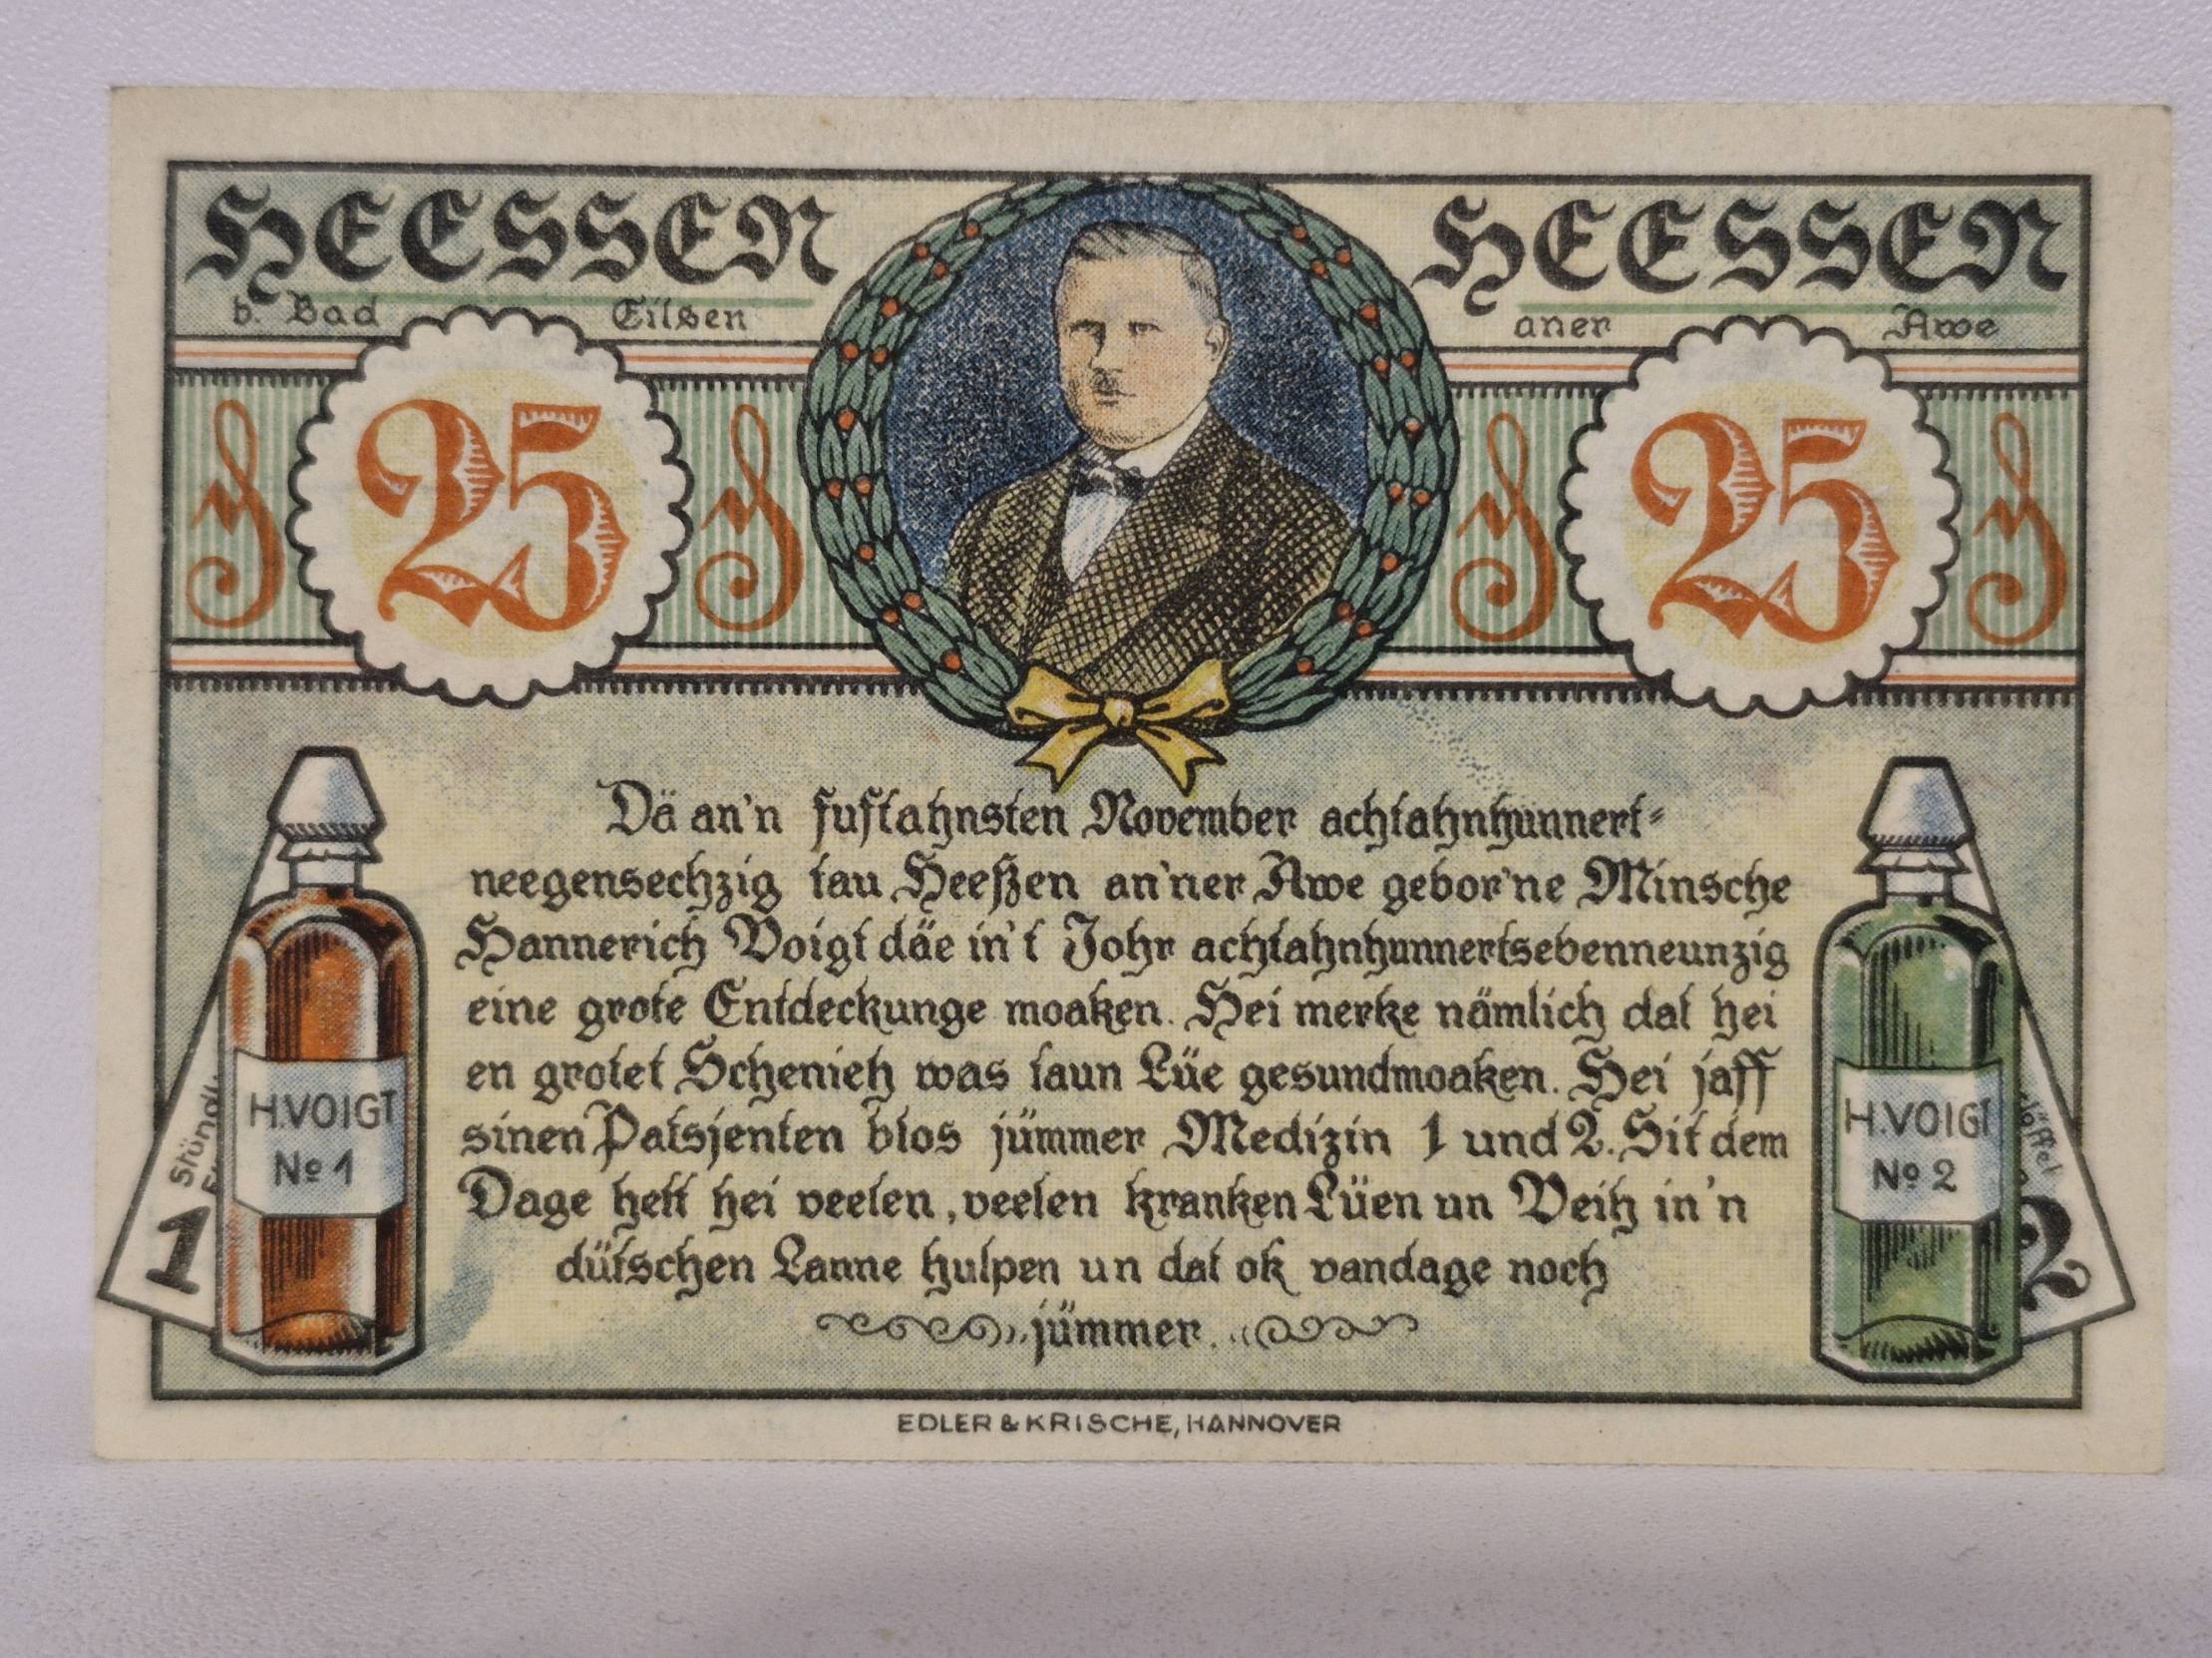 HEESSEN
b. Bad Eilsen
HEESSEN
aner Awe
25
25
Dä an'n fuftahnsten November achtahnhunnert-
neegensechzig tau Heeßen an'ner Awe gebor'ne Minsche
Hannerich Voigt däe in't Johr achtahnhunnertsebenneunzig
eine grote Entdeckunge moaken. Hei merke nämlich dat hei
en grotet Schenieh was taun Lüe gesundmoaken. Hei jaff
sinen Patsjenten blos jümmer Medizin 1 und 2. Sit dem
Dage hett hei veelen, veelen kranken Lüen un Veih in'n
dütschen Lanne hulpen un dat ok vandage noch
jümmer.
H.VOIGT
No 1
1
H.VOIGT
No 2
2
EDLER & KRISCHE, HANNOVER